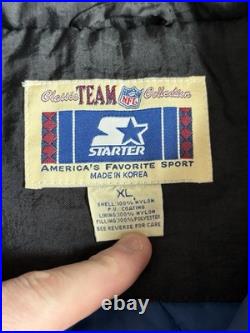 Classic TEAM NFL Collection
STARTER
AMERICA'S FAVORITE SPORT
MADE IN KOREA
XL
SHELL:100% NYLON
P.U. COATING
LINING:100% NYLON
FILLING:100% POLYESTER
SEE REVERSE FOR CARE